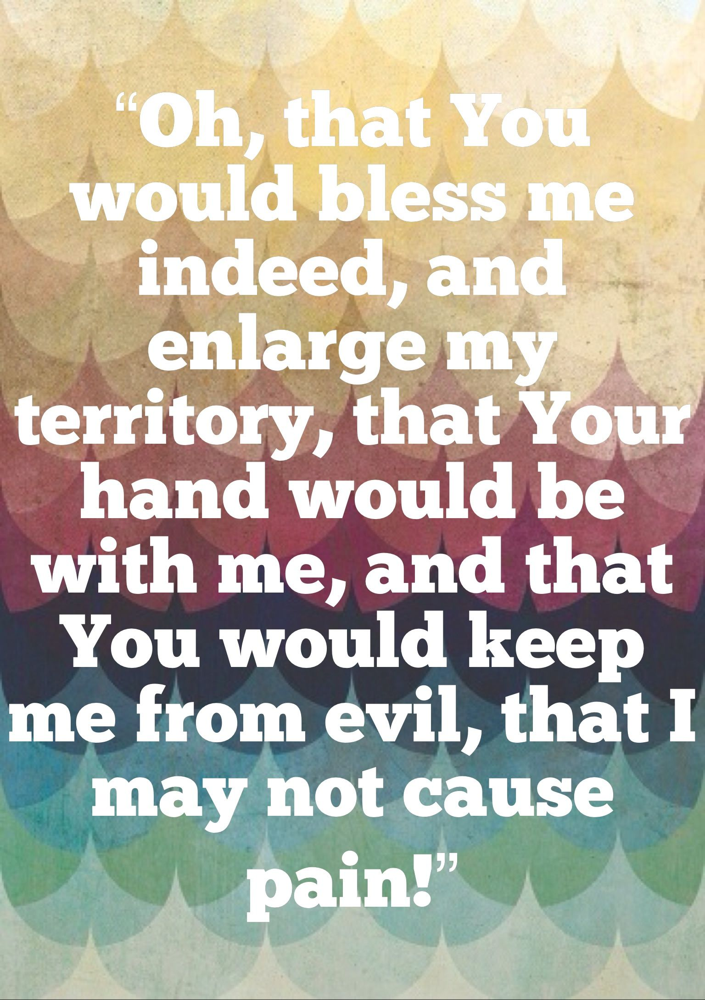 “Oh, that You
would bless me
indeed, and
enlarge my
territory, that Your
hand would be
with me, and that
You would keep
me from evil, that I
may not cause
pain!”